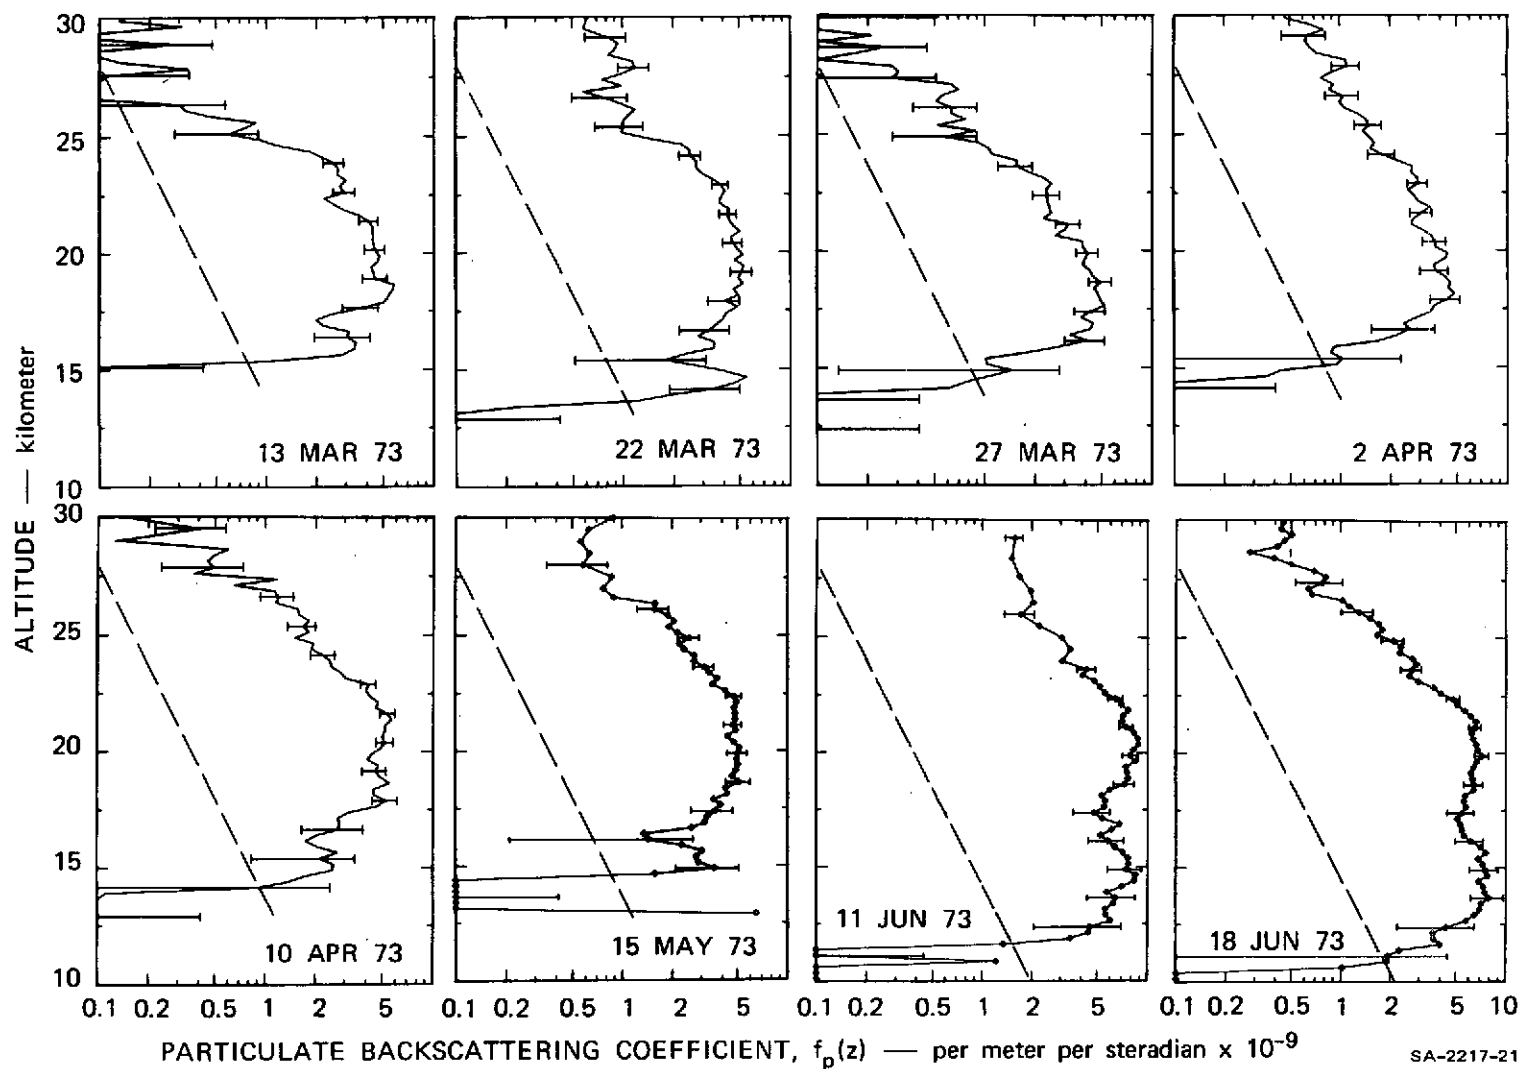 30
25
20
15
10
13 MAR 73
22 MAR 73
27 MAR 73
2 APR 73
ALTITUDE — kilometer
30
25
20
15
10
10 APR 73
15 MAY 73
11 JUN 73
18 JUN 73
0.1 0.2 0.5 1 2 5 0.1 0.2 0.5 1 2 5 0.1 0.2 0.5 1 2 5 0.1 0.2 0.5 1 2 5 10
PARTICULATE BACKSCATTERING COEFFICIENT, fp(z) — per meter per steradian x 10-9
SA-2217-21